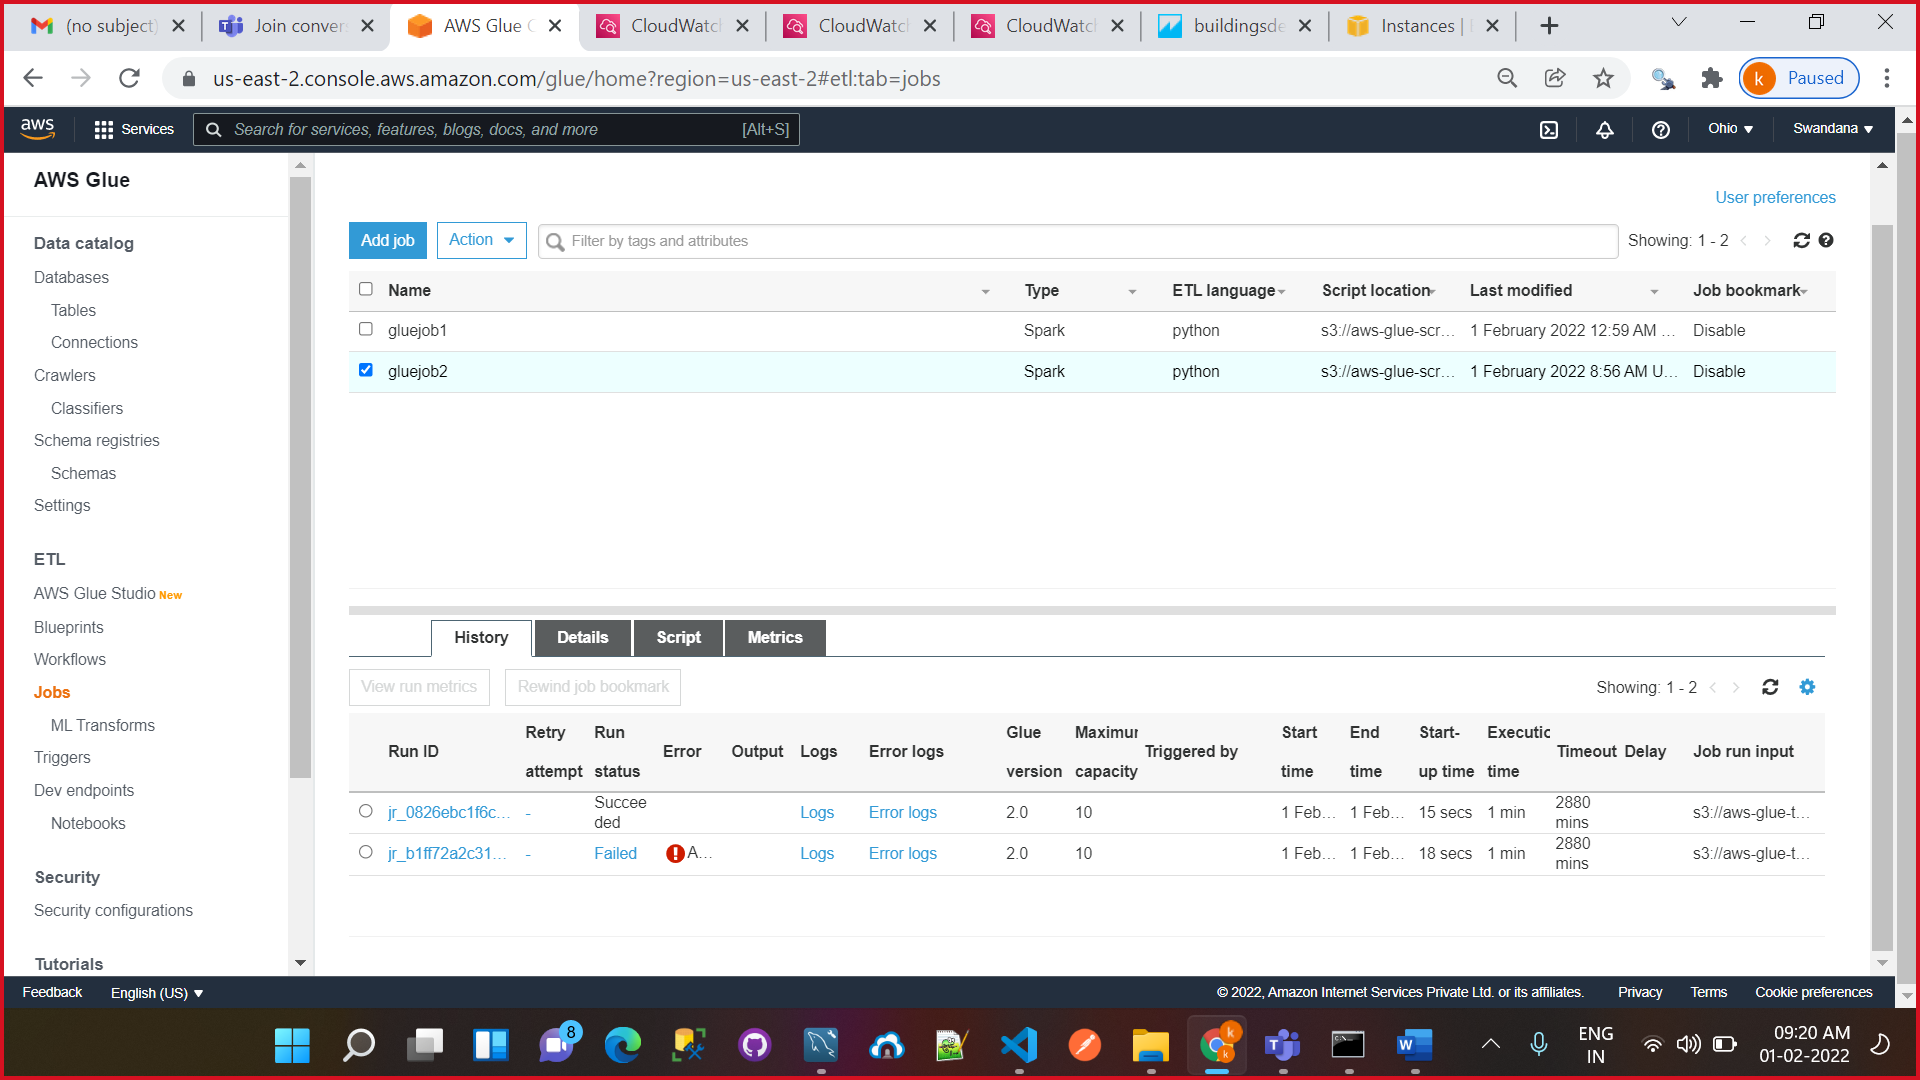 (no subject)
Join conver
AWS Glue C
CloudWatc
CloudWatc
CloudWatc
buildingsde
Instances | E
us-east-2.console.aws.amazon.com/glue/home?region=us-east-2#etl:tab=jobs
k Paused
aws
Services
Search for services, features, blogs, docs, and more [Alt+S]
Ohio
Swandana
AWS Glue
Data catalog
Databases
Tables
Connections
Crawlers
Classifiers
Schema registries
Schemas
Settings
ETL
AWS Glue Studio New
Blueprints
Workflows
Jobs
ML Transforms
Triggers
Dev endpoints
Notebooks
Security
Security configurations
Tutorials
User preferences
Add job
Action
Filter by tags and attributes
Showing: 1 - 2
Name Type ETL language Script location Last modified Job bookmark
gluejob1 Spark python s3://aws-glue-scr... 1 February 2022 12:59 AM ... Disable
gluejob2 Spark python s3://aws-glue-scr... 1 February 2022 8:56 AM U... Disable
History Details Script Metrics
View run metrics Rewind job bookmark Showing: 1 - 2
Run ID Retry attempt Run status Error Output Logs Error logs Glue version Maximur capacity Triggered by Start time End time Start-up time Executic time Timeout Delay Job run input
jr_0826ebc1f6c... - Succeeded Logs Error logs 2.0 10 1 Feb... 1 Feb... 15 secs 1 min 2880 mins s3://aws-glue-t...
jr_b1ff72a2c31... - Failed A... Logs Error logs 2.0 10 1 Feb... 1 Feb... 18 secs 1 min 2880 mins s3://aws-glue-t...
Feedback English (US) © 2022, Amazon Internet Services Private Ltd. or its affiliates. Privacy Terms Cookie preferences
8
k
k
ENG
IN
09:20 AM
01-02-2022